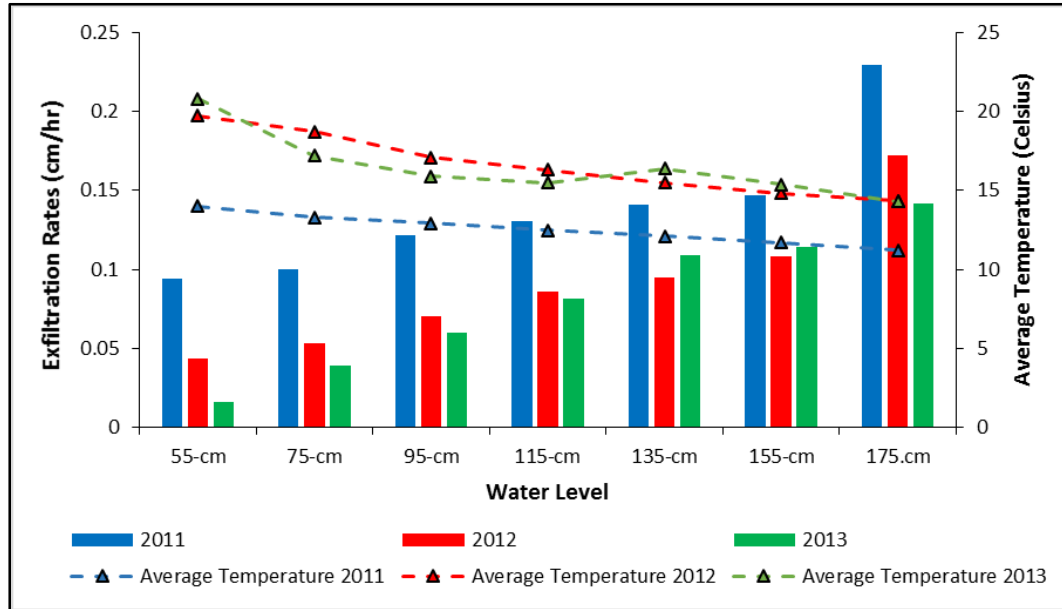 0.25
0.2
0.15
0.1
0.05
0
Exfiltration Rates (cm/hr)
25
20
15
10
5
0
Average Temperature (Celsius)
55-cm 75-cm 95-cm 115-cm 135-cm 155-cm 175.cm
Water Level
2011 2012 2013
Average Temperature 2011 Average Temperature 2012 Average Temperature 2013